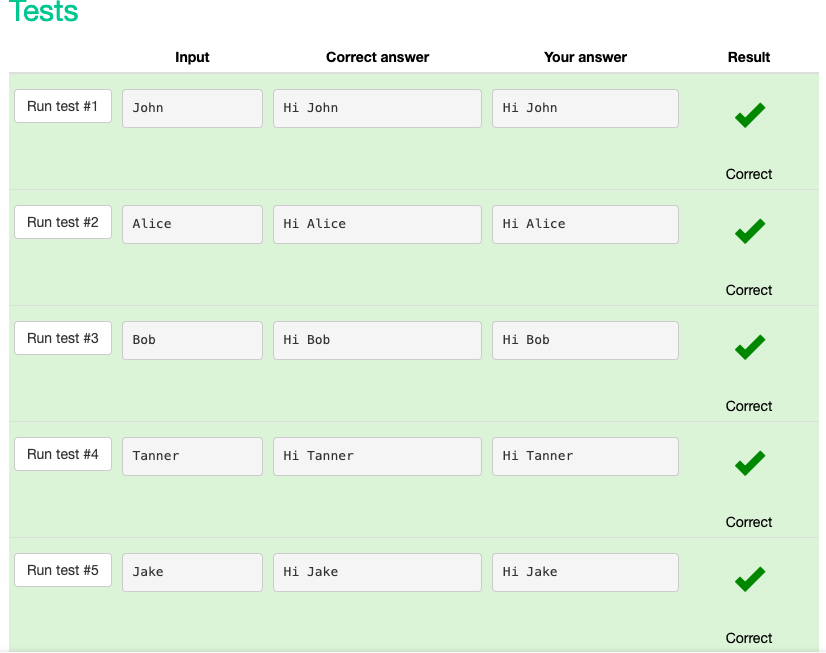 Tests
Input Correct answer Your answer Result
Run test #1 John Hi John Hi John
Correct
Run test #2 Alice Hi Alice Hi Alice
Correct
Run test #3 Bob Hi Bob Hi Bob
Correct
Run test #4 Tanner Hi Tanner Hi Tanner
Correct
Run test #5 Jake Hi Jake Hi Jake
Correct